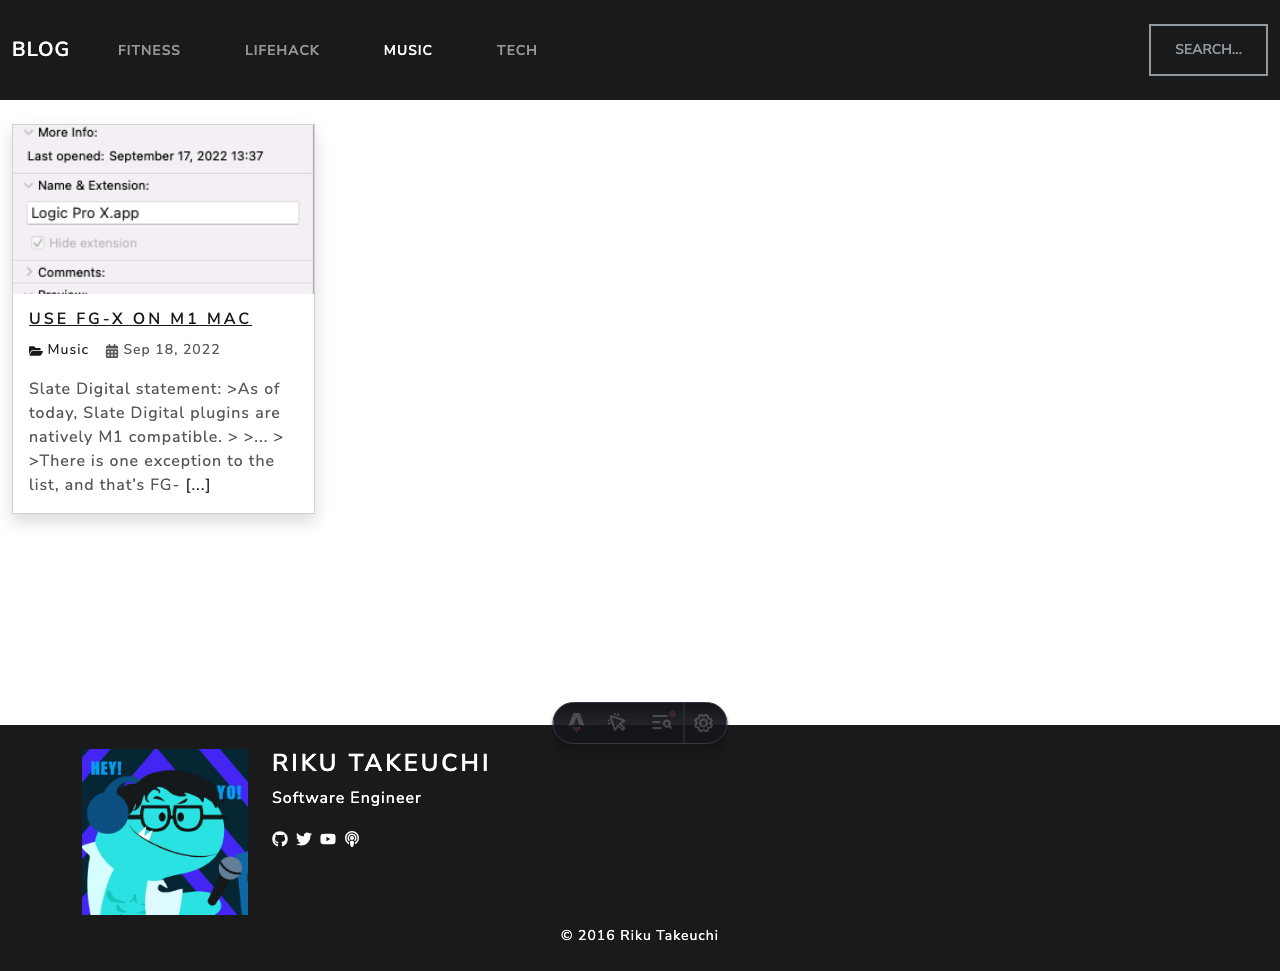 BLOG FITNESS LIFEHACK MUSIC TECH SEARCH...
More Info:
Last opened: September 17, 2022 13:37
Name & Extension:
Logic Pro X.app
Hide extension
Comments:
Preview:
USE FG-X ON M1 MAC
Music Sep 18, 2022
Slate Digital statement: >As of
today, Slate Digital plugins are
natively M1 compatible. > >... >
>There is one exception to the
list, and that's FG- [...]
HEY!
YO!
RIKU TAKEUCHI
Software Engineer
© 2016 Riku Takeuchi